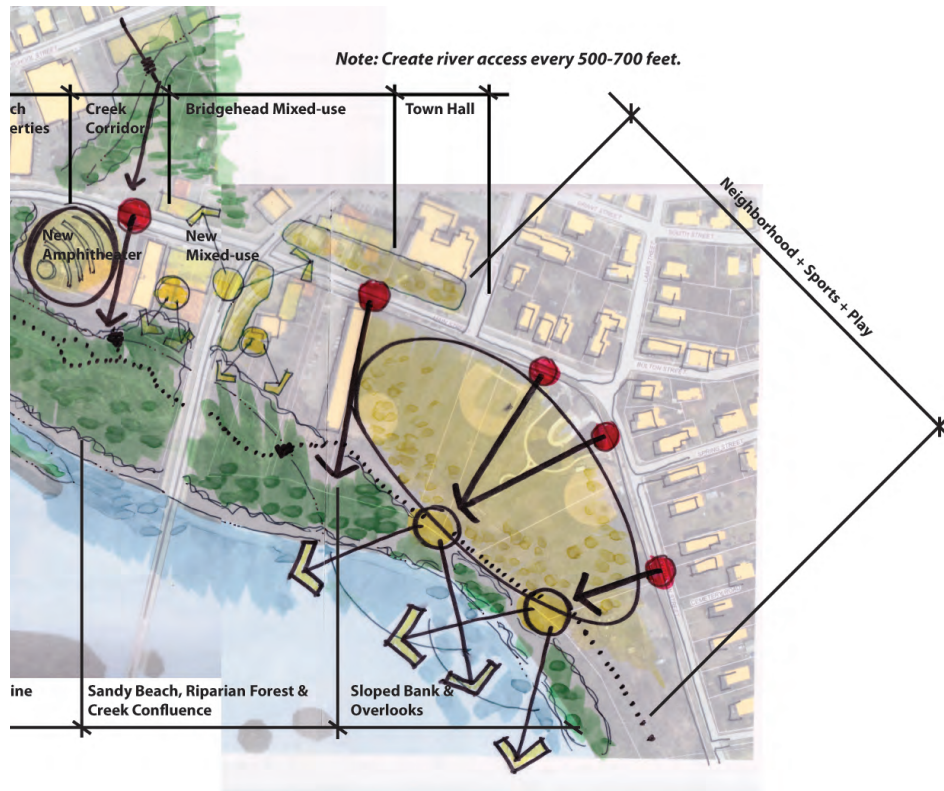 Note: Create river access every 500-700 feet.
ch
erties
Creek
Corridor
Bridgehead Mixed-use
Town Hall
Neighborhood + Sports + Play
New
Amphitheater
New
Mixed-use
ine
Sandy Beach, Riparian Forest &
Creek Confluence
Sloped Bank &
Overlooks